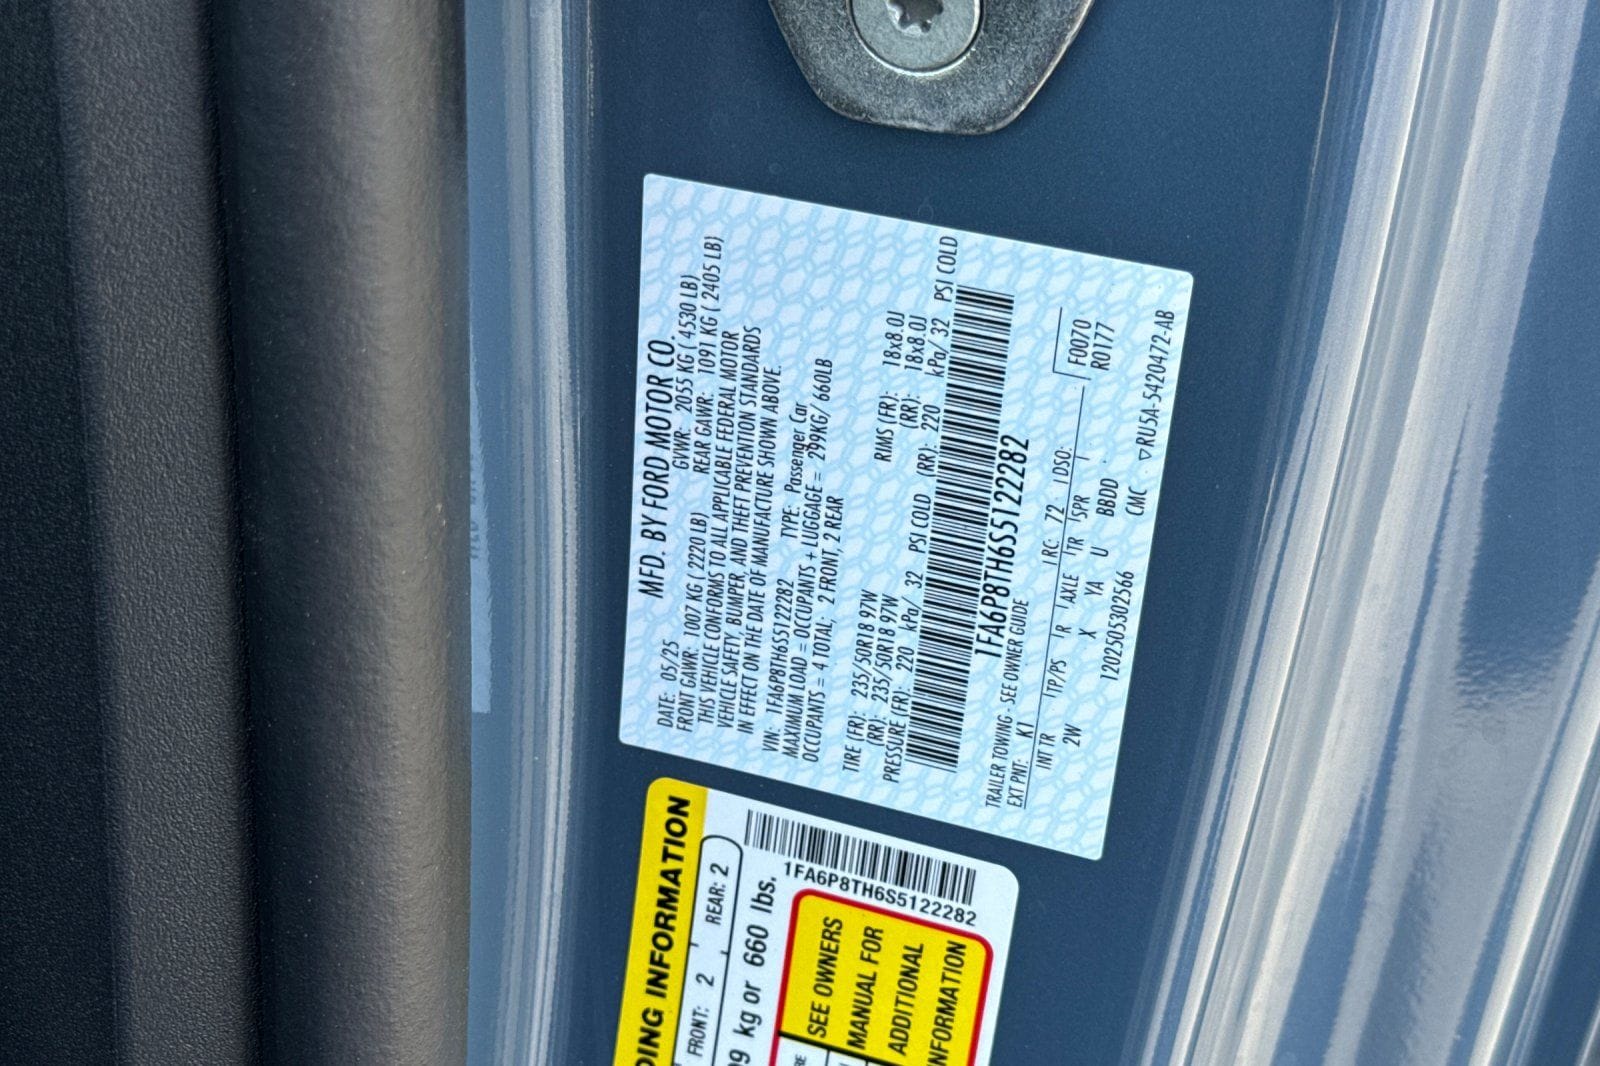 MFD. BY FORD MOTOR CO.
DATE: 05/25 GVWR: 2055 KG ( 4530 LB)
FRONT GAWR: 1007 KG ( 2220 LB) REAR GAWR: 1091 KG ( 2405 LB)
THIS VEHICLE CONFORMS TO ALL APPLICABLE FEDERAL MOTOR
VEHICLE SAFETY, BUMPER, AND THEFT PREVENTION STANDARDS
IN EFFECT ON THE DATE OF MANUFACTURE SHOWN ABOVE.
VIN: 1FA6P8TH6S5122282 TYPE: Passenger Car
MAXIMUM LOAD = OCCUPANTS + LUGGAGE = 299KG/ 660LB
OCCUPANTS = 4 TOTAL; 2 FRONT, 2 REAR
TIRE (FR): 235/50R18 97W RIMS (FR): 18x8.0J
(RR): 235/50R18 97W (RR): 18x8.0J
PRESSURE (FR): 220 kPa/ 32 PSI COLD (RR): 220 kPa/ 32 PSI COLD
1FA6P8TH6S5122282
TRAILER TOWING - SEE OWNER GUIDE
EXT PNT: K1 RC: 72 DSO: F0070
INT TR TP/PS R AXLE TR SPR R0177
2W X YA U BBDD
CMC ▽RU5A-5420472-AB
120250530 2566
DING INFORMATION
FRONT: 2 REAR: 2
99 kg or 660 lbs.
1FA6P8TH6S5122282
SEE OWNERS
MANUAL FOR
ADDITIONAL
INFORMATION